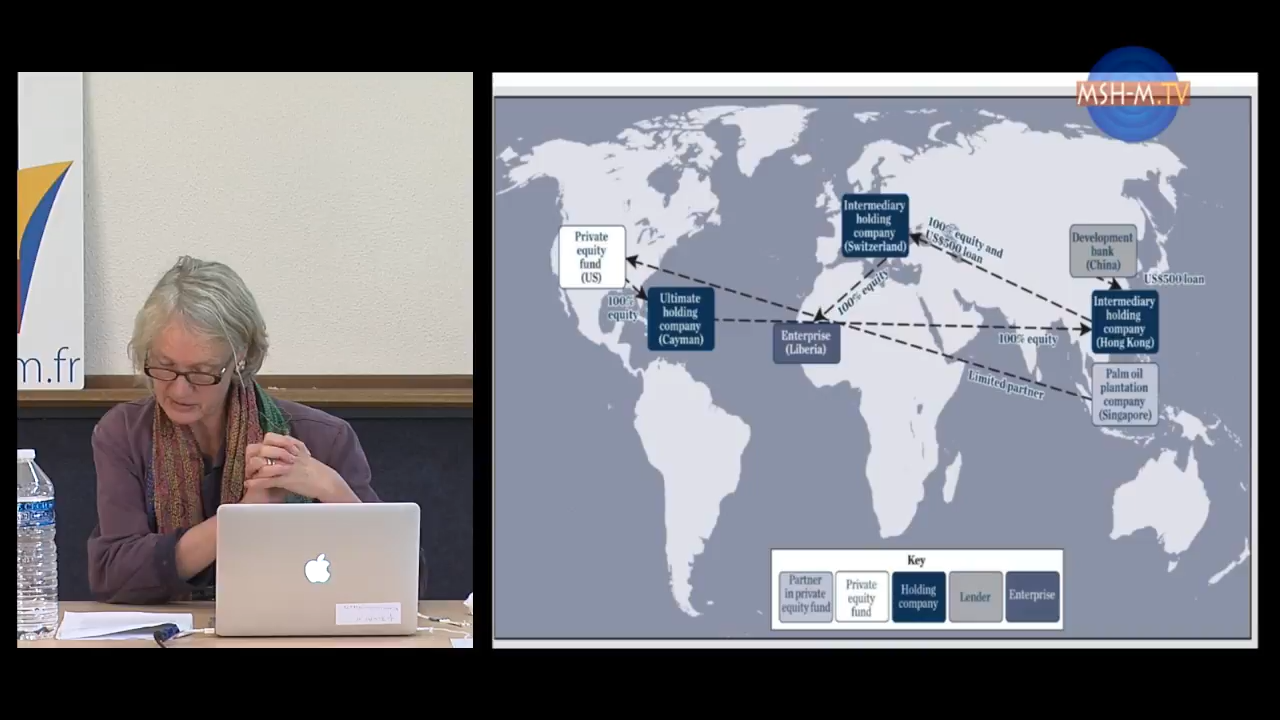 MSH-M.TV
m.fr
Intermediary
holding
company
(Switzerland)
100% equity and
US$500 loan
Development
bank
(China)
US$500 loan
Private
equity
fund
(US)
100%
equity
Ultimate
holding
company
(Cayman)
100% equity
Enterprise
(Liberia)
100% equity
Intermediary
holding
company
(Hong Kong)
Limited partner
Palm oil
plantation
company
(Singapore)
Key
Partner
in private
equity fund
Private
equity
fund
Holding
company
Lender
Enterprise